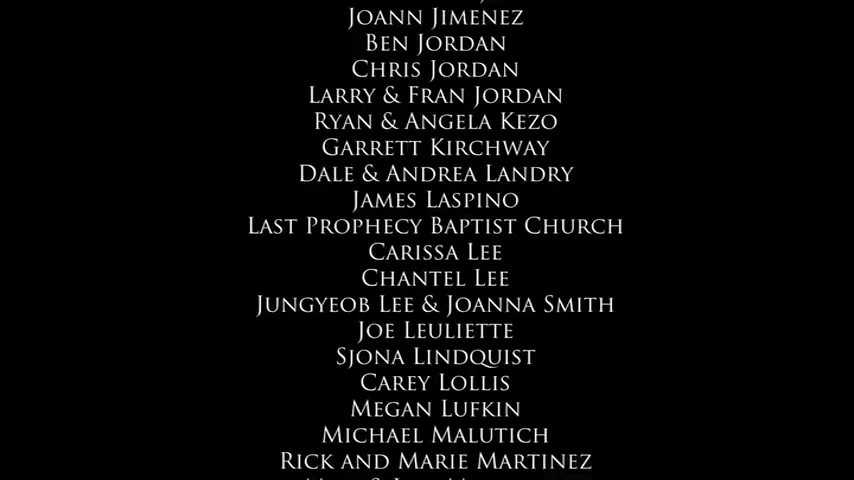 Joann Jimenez
Ben Jordan
Chris Jordan
Larry & Fran Jordan
Ryan & Angela Kezo
Garrett Kirchway
Dale & Andrea Landry
James Laspino
Last Prophecy Baptist Church
Carissa Lee
Chantel Lee
Jungyeob Lee & Joanna Smith
Joe Leuliette
Sjona Lindquist
Carey Lollis
Megan Lufkin
Michael Malutich
Rick and Marie Martinez